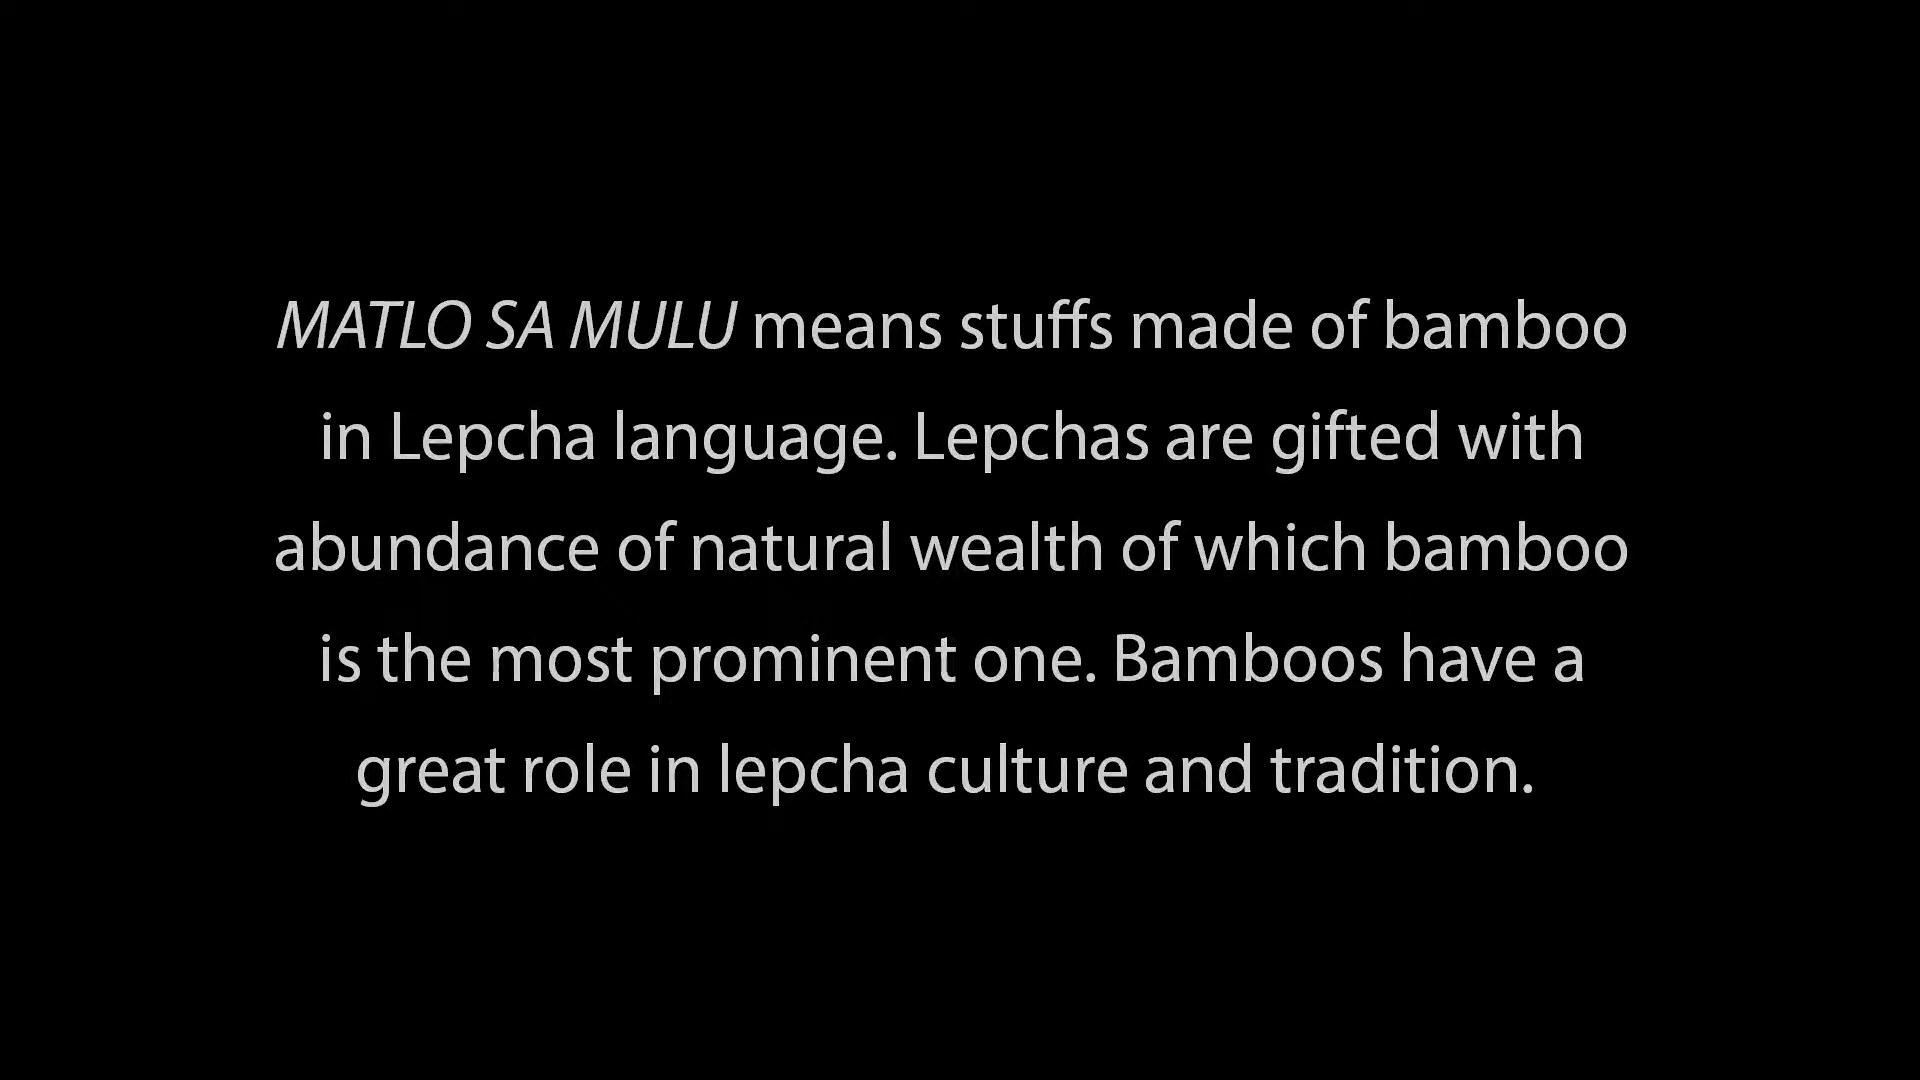 MATLO SA MULU means stuffs made of bamboo
in Lepcha language. Lepchas are gifted with
abundance of natural wealth of which bamboo
is the most prominent one. Bamboos have a
great role in lepcha culture and tradition.